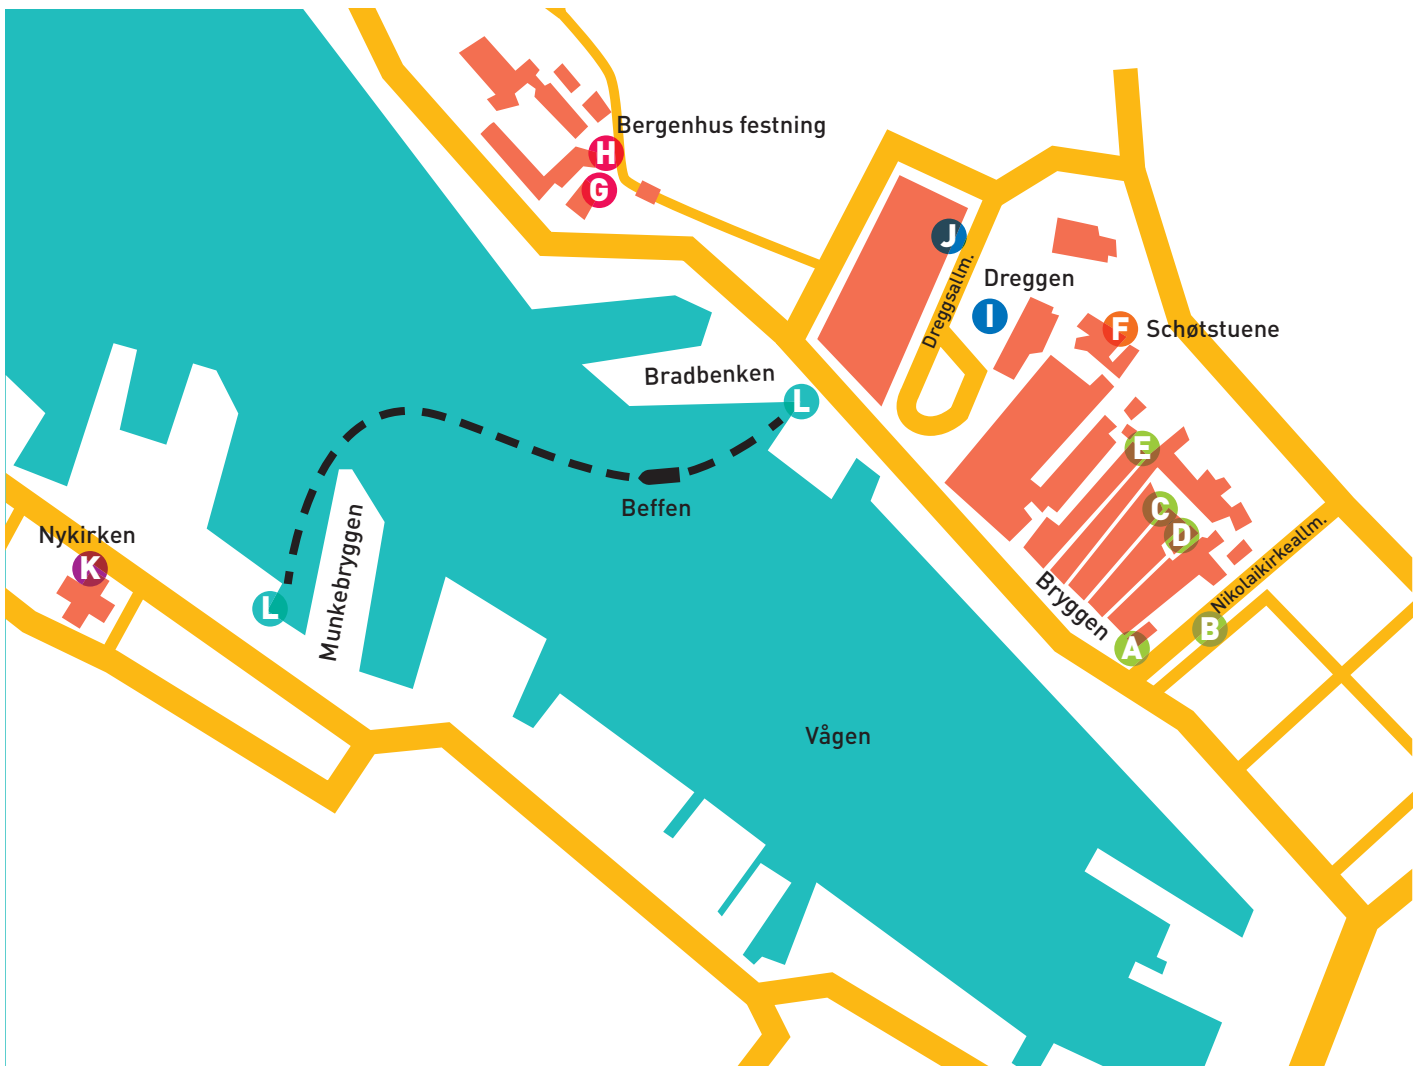 Bergenhus festning
H
G
J
Dreggsallm.
Dreggen
I
F
Schøtstuene
Bradbenken
L
E
C
D
Beffen
Nykirken
K
L
Munkebryggen
Bryggen
Nikolaikirkeallm.
B
A
Vågen